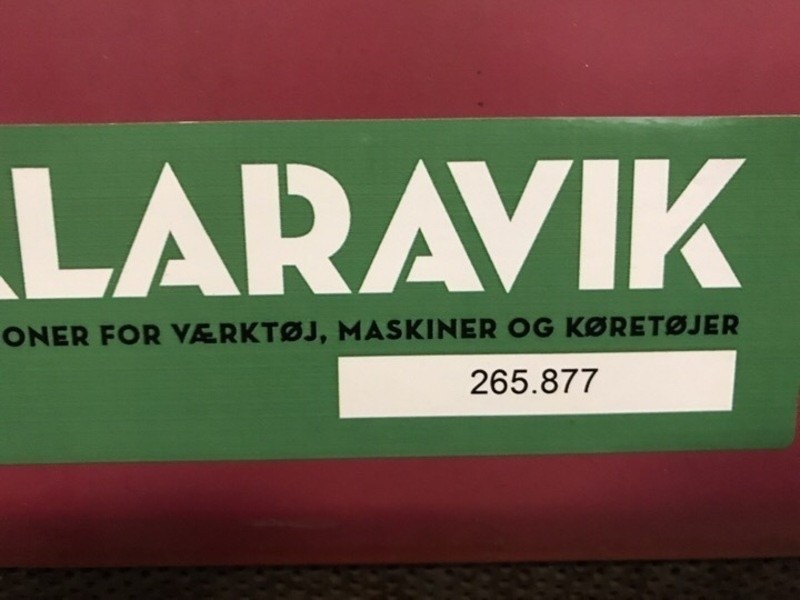 ALARAVIK
ONER FOR VÆRKTØJ, MASKINER OG KØRETØJER
265.877